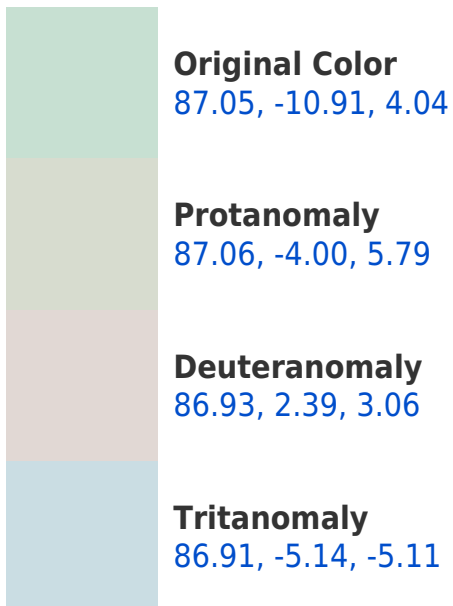 Original Color
87.05, -10.91, 4.04
Protanomaly
87.06, -4.00, 5.79
Deuteranomaly
86.93, 2.39, 3.06
Tritanomaly
86.91, -5.14, -5.11